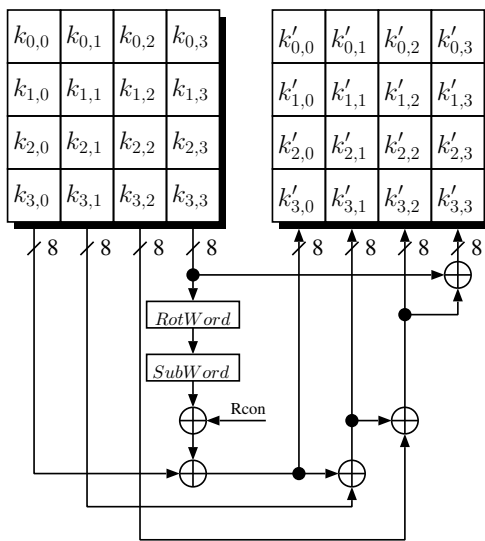 k0,0 k0,1 k0,2 k0,3 k′0,0 k′0,1 k′0,2 k′0,3
k1,0 k1,1 k1,2 k1,3 k′1,0 k′1,1 k′1,2 k′1,3
k2,0 k2,1 k2,2 k2,3 k′2,0 k′2,1 k′2,2 k′2,3
k3,0 k3,1 k3,2 k3,3 k′3,0 k′3,1 k′3,2 k′3,3
8 8 8 8 8 8 8 8
RotWord
SubWord
Rcon